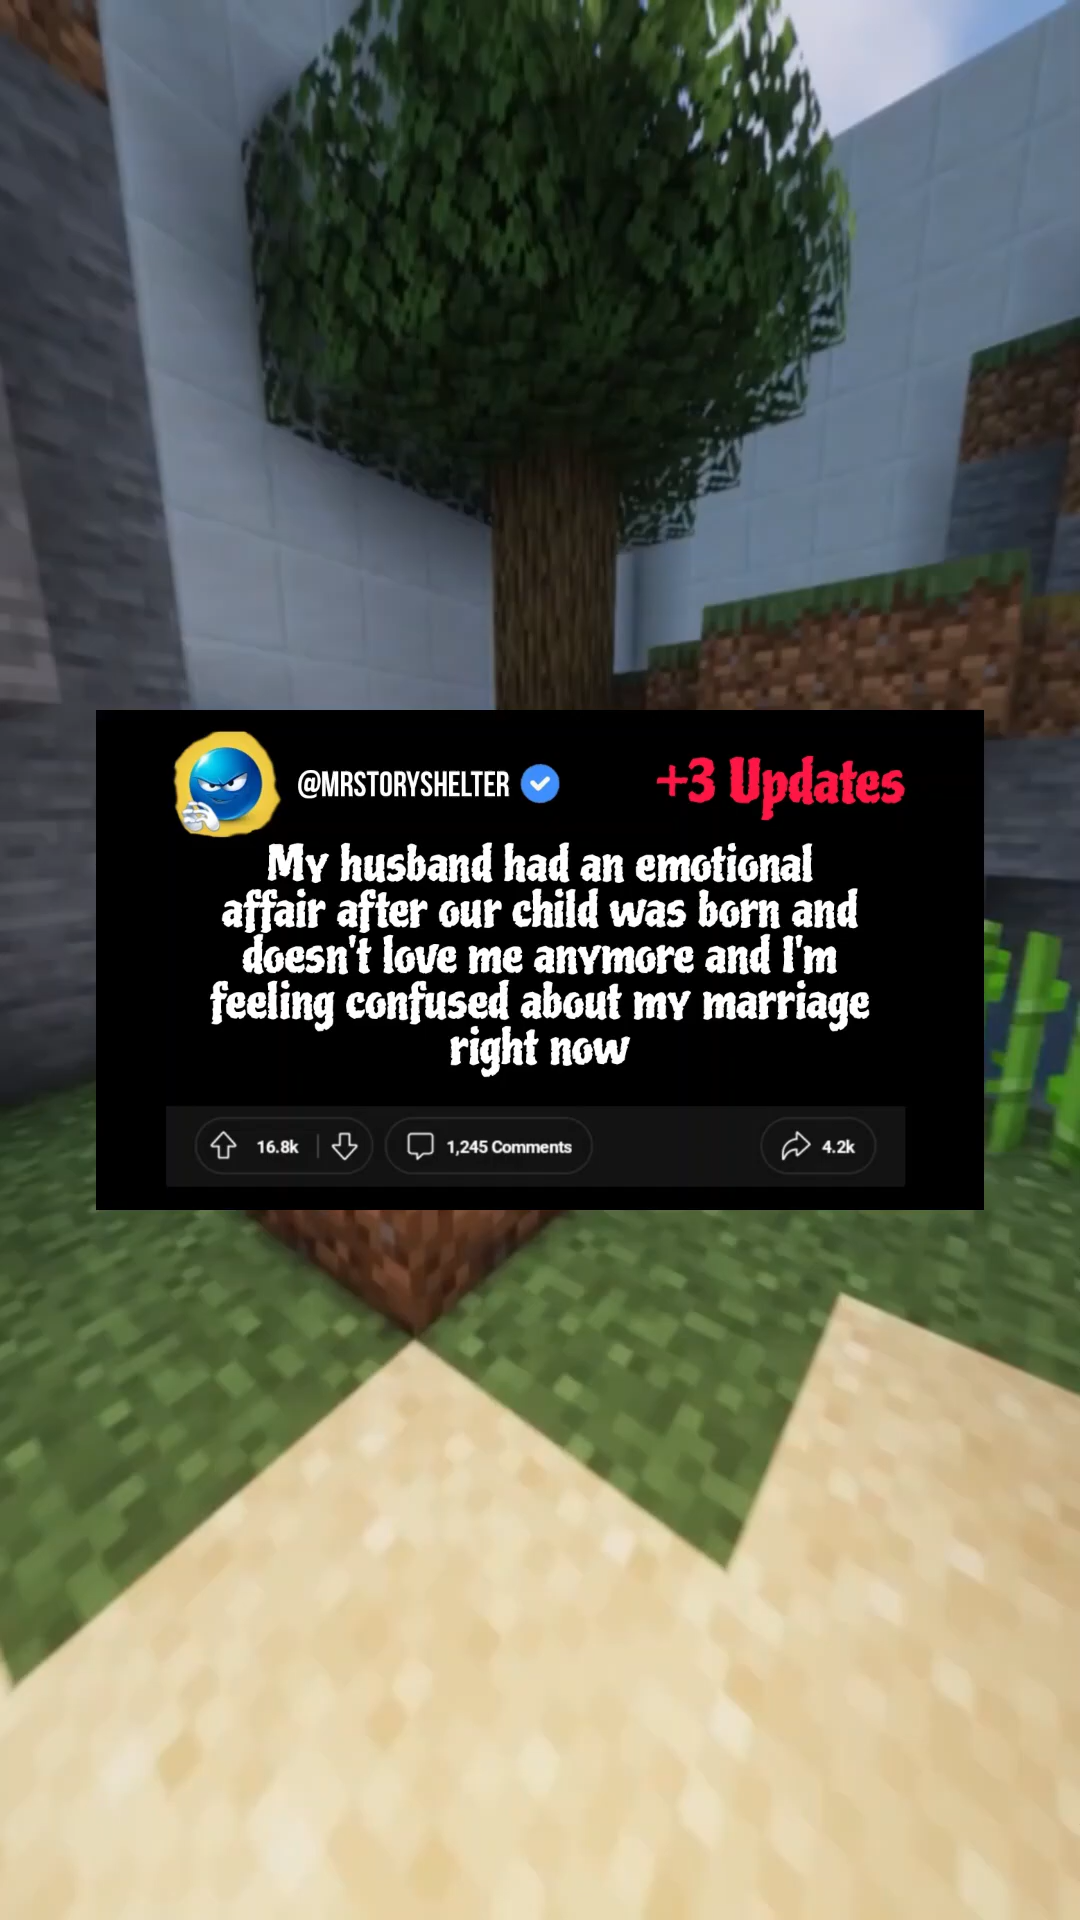 @MRSTORYSHELTER
+3 Updates
My husband had an emotional
affair after our child was born and
doesn't love me anymore and I'm
feeling confused about my marriage
right now
16.8k
1,245 Comments
4.2k